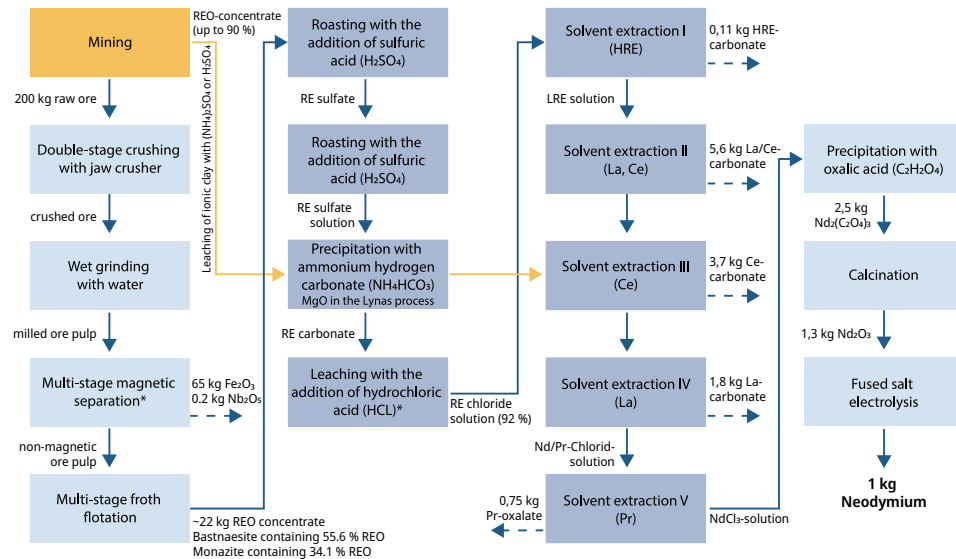 Mining
200 kg raw ore
Double-stage crushing
with jaw crusher
crushed ore
Wet grinding
with water
milled ore pulp
Multi-stage magnetic
separation*
65 kg Fe₂O₃
0.2 kg Nb₂O₅
non-magnetic
ore pulp
Multi-stage froth
flotation
~22 kg REO concentrate
Bastnaesite containing 55.6 % REO
Monazite containing 34.1 % REO
REO-concentrate
(up to 90 %)
Leaching of ionic clay with (NH₄)₂SO₄ or H₂SO₄
Roasting with the
addition of sulfuric
acid (H₂SO₄)
RE sulfate
Roasting with the
addition of sulfuric
acid (H₂SO₄)
RE sulfate
solution
Precipitation with
ammonium hydrogen
carbonate (NH₄HCO₃)
MgO in the Lynas process
RE carbonate
Leaching with the
addition of hydrochloric
acid (HCL)*
RE chloride
solution (92 %)
Solvent extraction I
(HRE)
0,11 kg HRE-
carbonate
LRE solution
Solvent extraction II
(La, Ce)
5,6 kg La/Ce-
carbonate
Solvent extraction III
(Ce)
3,7 kg Ce-
carbonate
Solvent extraction IV
(La)
1,8 kg La-
carbonate
Nd/Pr-Chlorid-
solution
Solvent extraction V
(Pr)
0,75 kg
Pr-oxalate
NdCl₃-solution
Precipitation with
oxalic acid (C₂H₂O₄)
2,5 kg
Nd₂(C₂O₄)₃
Calcination
1,3 kg Nd₂O₃
Fused salt
electrolysis
1 kg
Neodymium